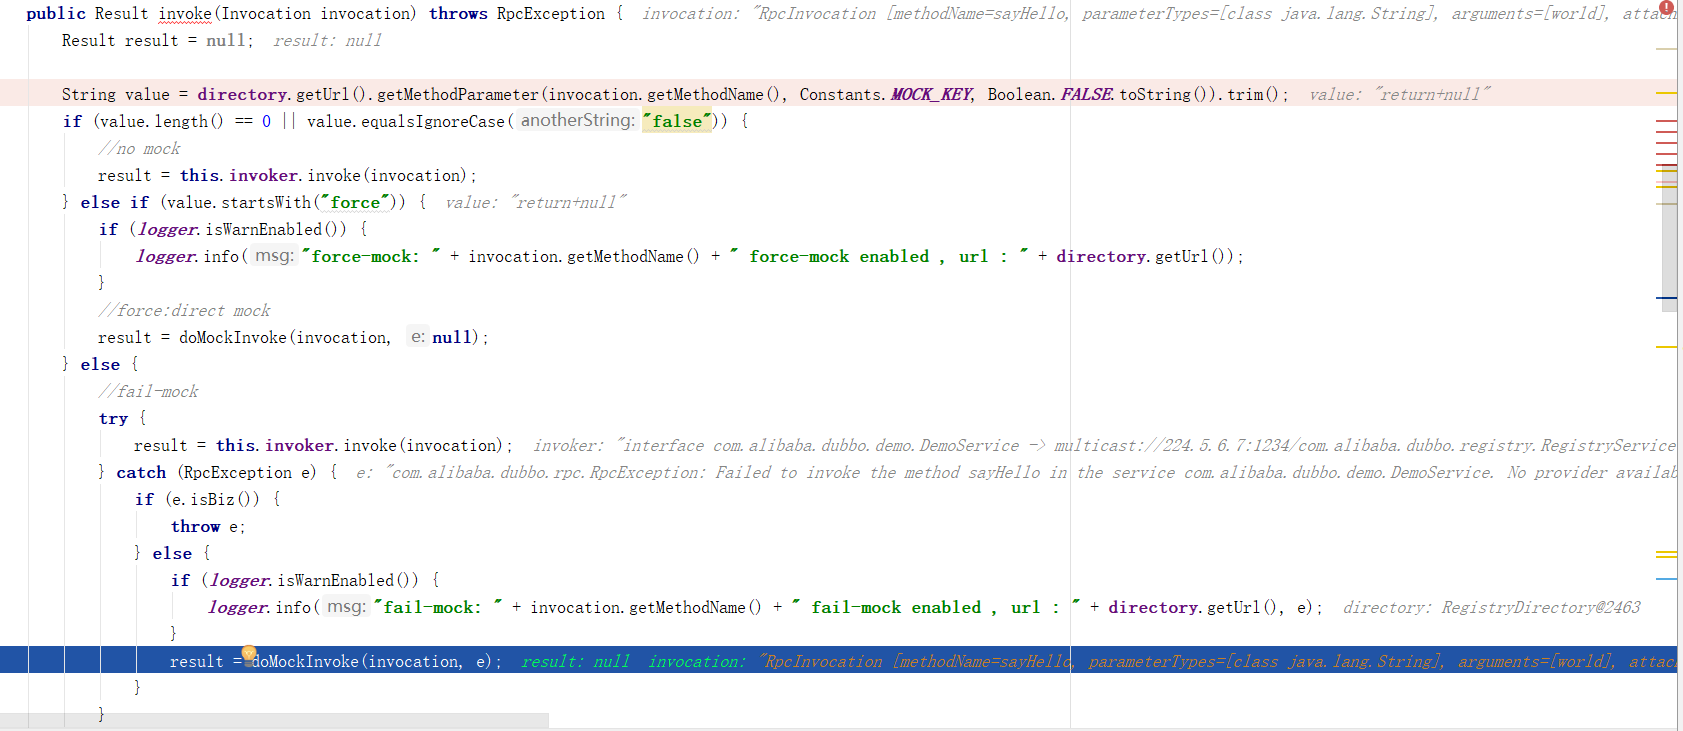 public Result invoke(Invocation invocation) throws RpcException {  invocation: "RpcInvocation [methodName=sayHello, parameterTypes=[class java.lang.String], arguments=[world], attach
Result result = null;  result: null
String value = directory.getUrl().getMethodParameter(invocation.getMethodName(), Constants.MOCK_KEY, Boolean.FALSE.toString()).trim();  value: "return+null"
if (value.length() == 0 || value.equalsIgnoreCase( anotherString: "false")) {
//no mock
result = this.invoker.invoke(invocation);
} else if (value.startsWith("force")) {  value: "return+null"
if (logger.isWarnEnabled()) {
logger.info( msg: "force-mock: " + invocation.getMethodName() + " force-mock enabled , url : " + directory.getUrl());
}
//force:direct mock
result = doMockInvoke(invocation,  e: null);
} else {
//fail-mock
try {
result = this.invoker.invoke(invocation);  invoker: "interface com.alibaba.dubbo.demo.DemoService -> multicast://224.5.6.7:1234/com.alibaba.dubbo.registry.RegistryService
} catch (RpcException e) {  e: "com.alibaba.dubbo.rpc.RpcException: Failed to invoke the method sayHello in the service com.alibaba.dubbo.demo.DemoService. No provider availab
if (e.isBiz()) {
throw e;
} else {
if (logger.isWarnEnabled()) {
logger.info( msg: "fail-mock: " + invocation.getMethodName() + " fail-mock enabled , url : " + directory.getUrl(), e);  directory: RegistryDirectory@2463
}
result = doMockInvoke(invocation, e);  result: null  invocation: "RpcInvocation [methodName=sayHello, parameterTypes=[class java.lang.String], arguments=[world], attac
}
}